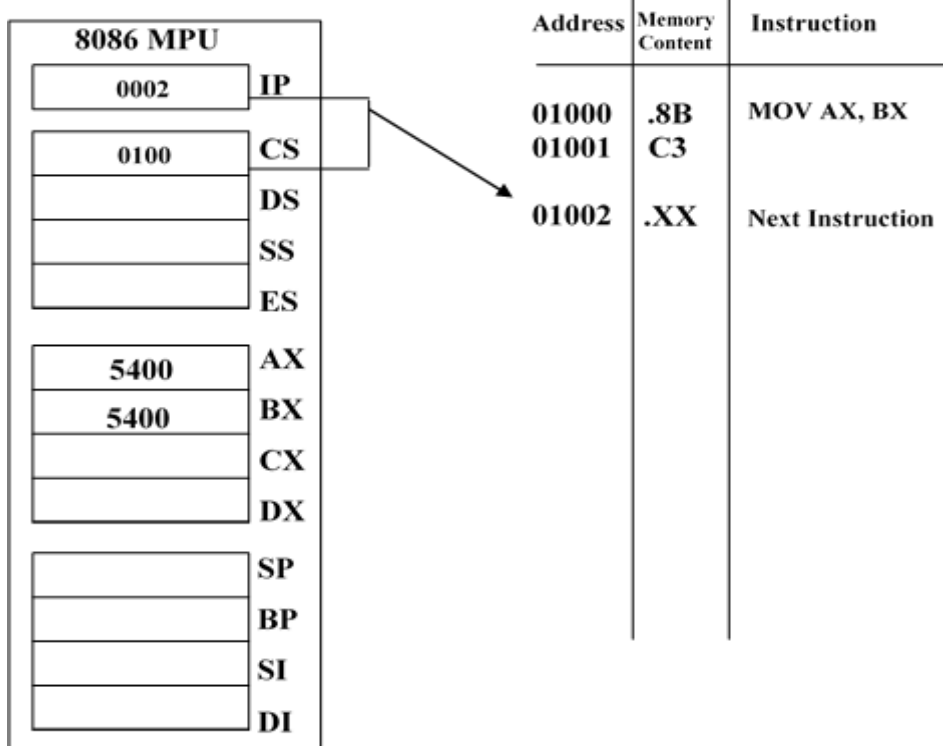 8086 MPU
0002 IP
0100 CS
DS
SS
ES
5400 AX
5400 BX
CX
DX
SP
BP
SI
DI
Address Memory Content Instruction
01000 .8B MOV AX, BX
01001 C3
01002 .XX Next Instruction